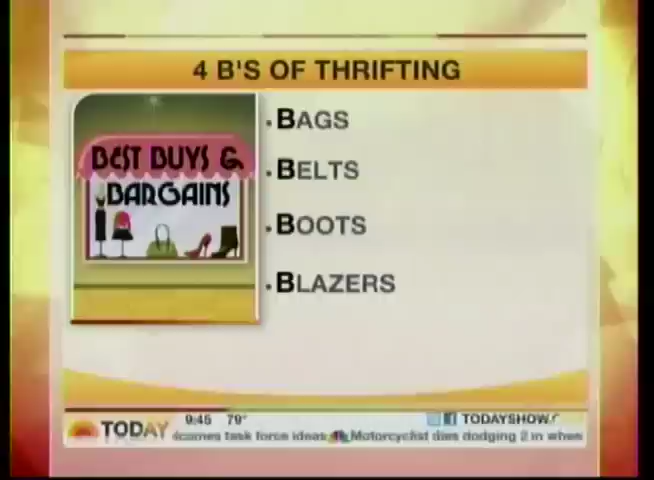 4 B'S OF THRIFTING
BEST BUYS &
BARGAINS
• BAGS
• BELTS
• BOOTS
• BLAZERS
9:45 79°
TODAYSHOW.
TODAY
task force ideas Motorcyclist dies dodging 2 in